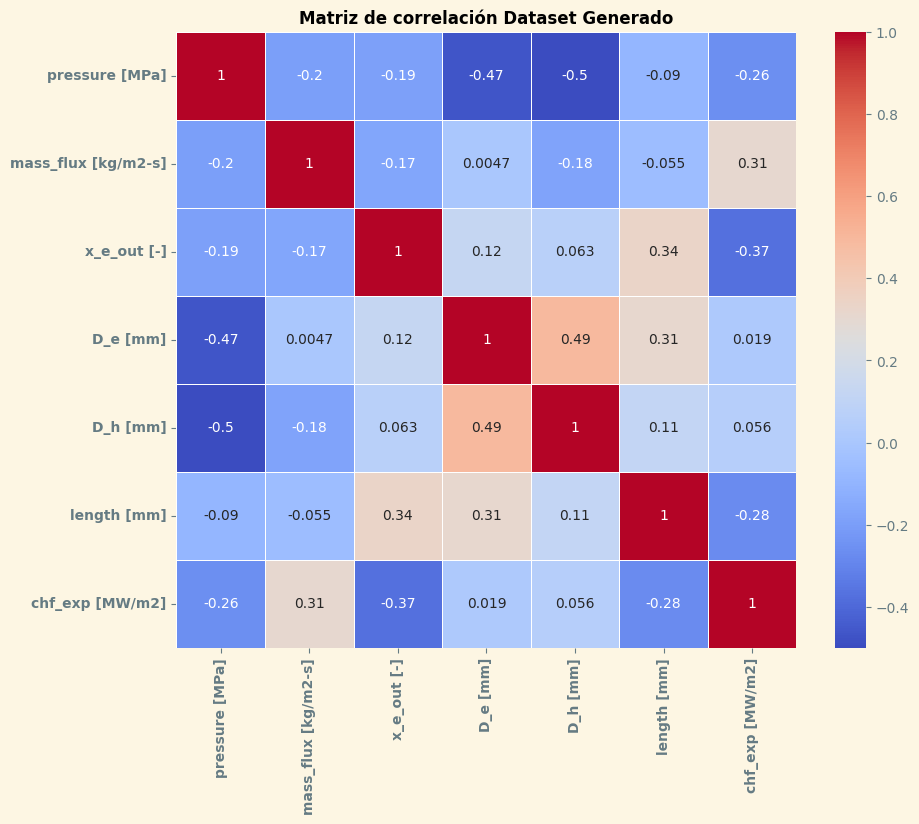 Matriz de correlación Dataset Generado
pressure [MPa] 1 -0.2 -0.19 -0.47 -0.5 -0.09 -0.26
mass_flux [kg/m2-s] -0.2 1 -0.17 0.0047 -0.18 -0.055 0.31
x_e_out [-] -0.19 -0.17 1 0.12 0.063 0.34 -0.37
D_e [mm] -0.47 0.0047 0.12 1 0.49 0.31 0.019
D_h [mm] -0.5 -0.18 0.063 0.49 1 0.11 0.056
length [mm] -0.09 -0.055 0.34 0.31 0.11 1 -0.28
chf_exp [MW/m2] -0.26 0.31 -0.37 0.019 0.056 -0.28 1
pressure [MPa]
mass_flux [kg/m2-s]
x_e_out [-]
D_e [mm]
D_h [mm]
length [mm]
chf_exp [MW/m2]
1.0
0.8
0.6
0.4
0.2
0.0
−0.2
−0.4